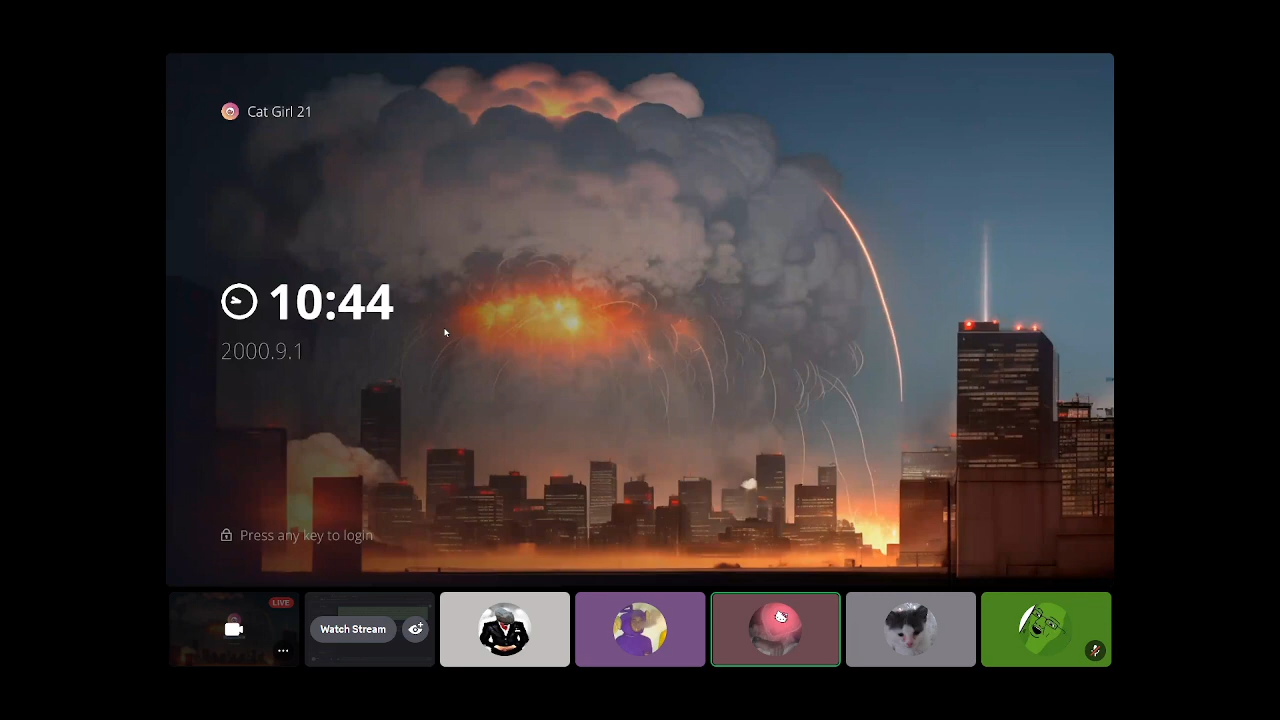 Cat Girl 21
10:44
2000.9.1
Press any key to login
LIVE
Watch Stream